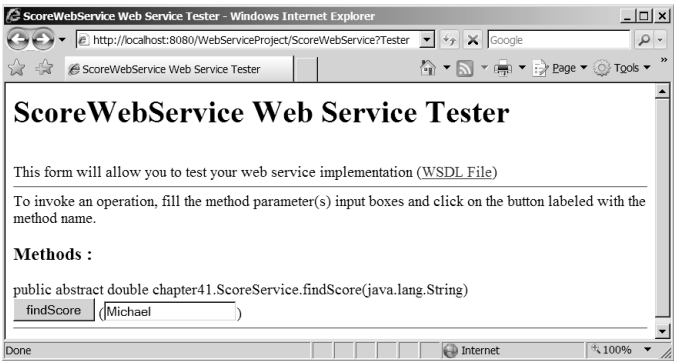 ScoreWebService Web Service Tester - Windows Internet Explorer
http://localhost:8080/WebServiceProject/ScoreWebService?Tester
Google
ScoreWebService Web Service Tester
Page
Tools
ScoreWebService Web Service Tester
This form will allow you to test your web service implementation (WSDL File)
To invoke an operation, fill the method parameter(s) input boxes and click on the button labeled with the
method name.
Methods :
public abstract double chapter41.ScoreService.findScore(java.lang.String)
findScore (Michael)
Done
Internet
100%